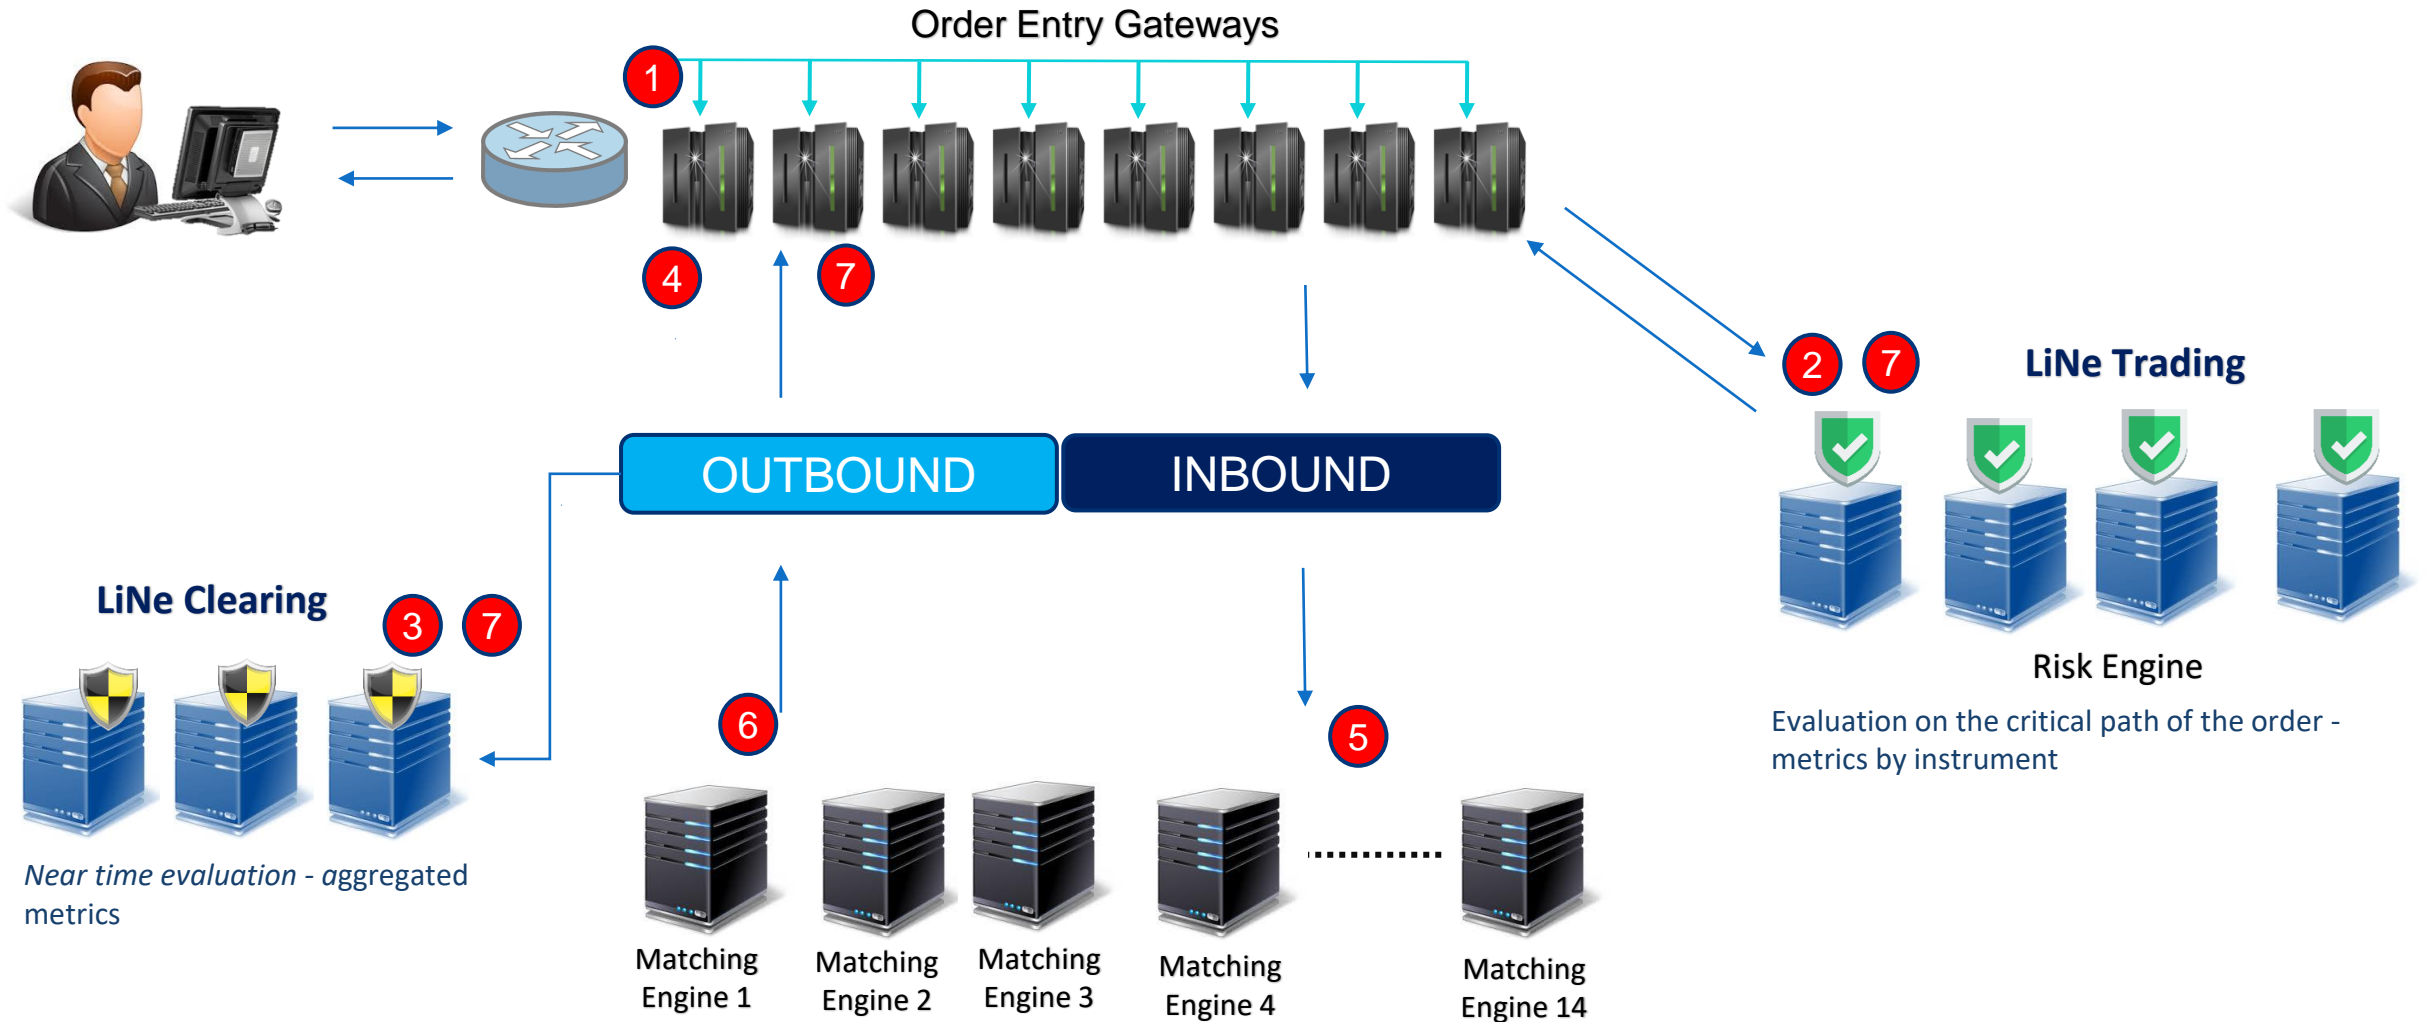 Order Entry Gateways
1
4
7
2
7
LiNe Trading
OUTBOUND
INBOUND
LiNe Clearing
3
7
Risk Engine
6
5
Evaluation on the critical path of the order -
metrics by instrument
Near time evaluation - aggregated
metrics
Matching
Engine 1
Matching
Engine 2
Matching
Engine 3
Matching
Engine 4
Matching
Engine 14